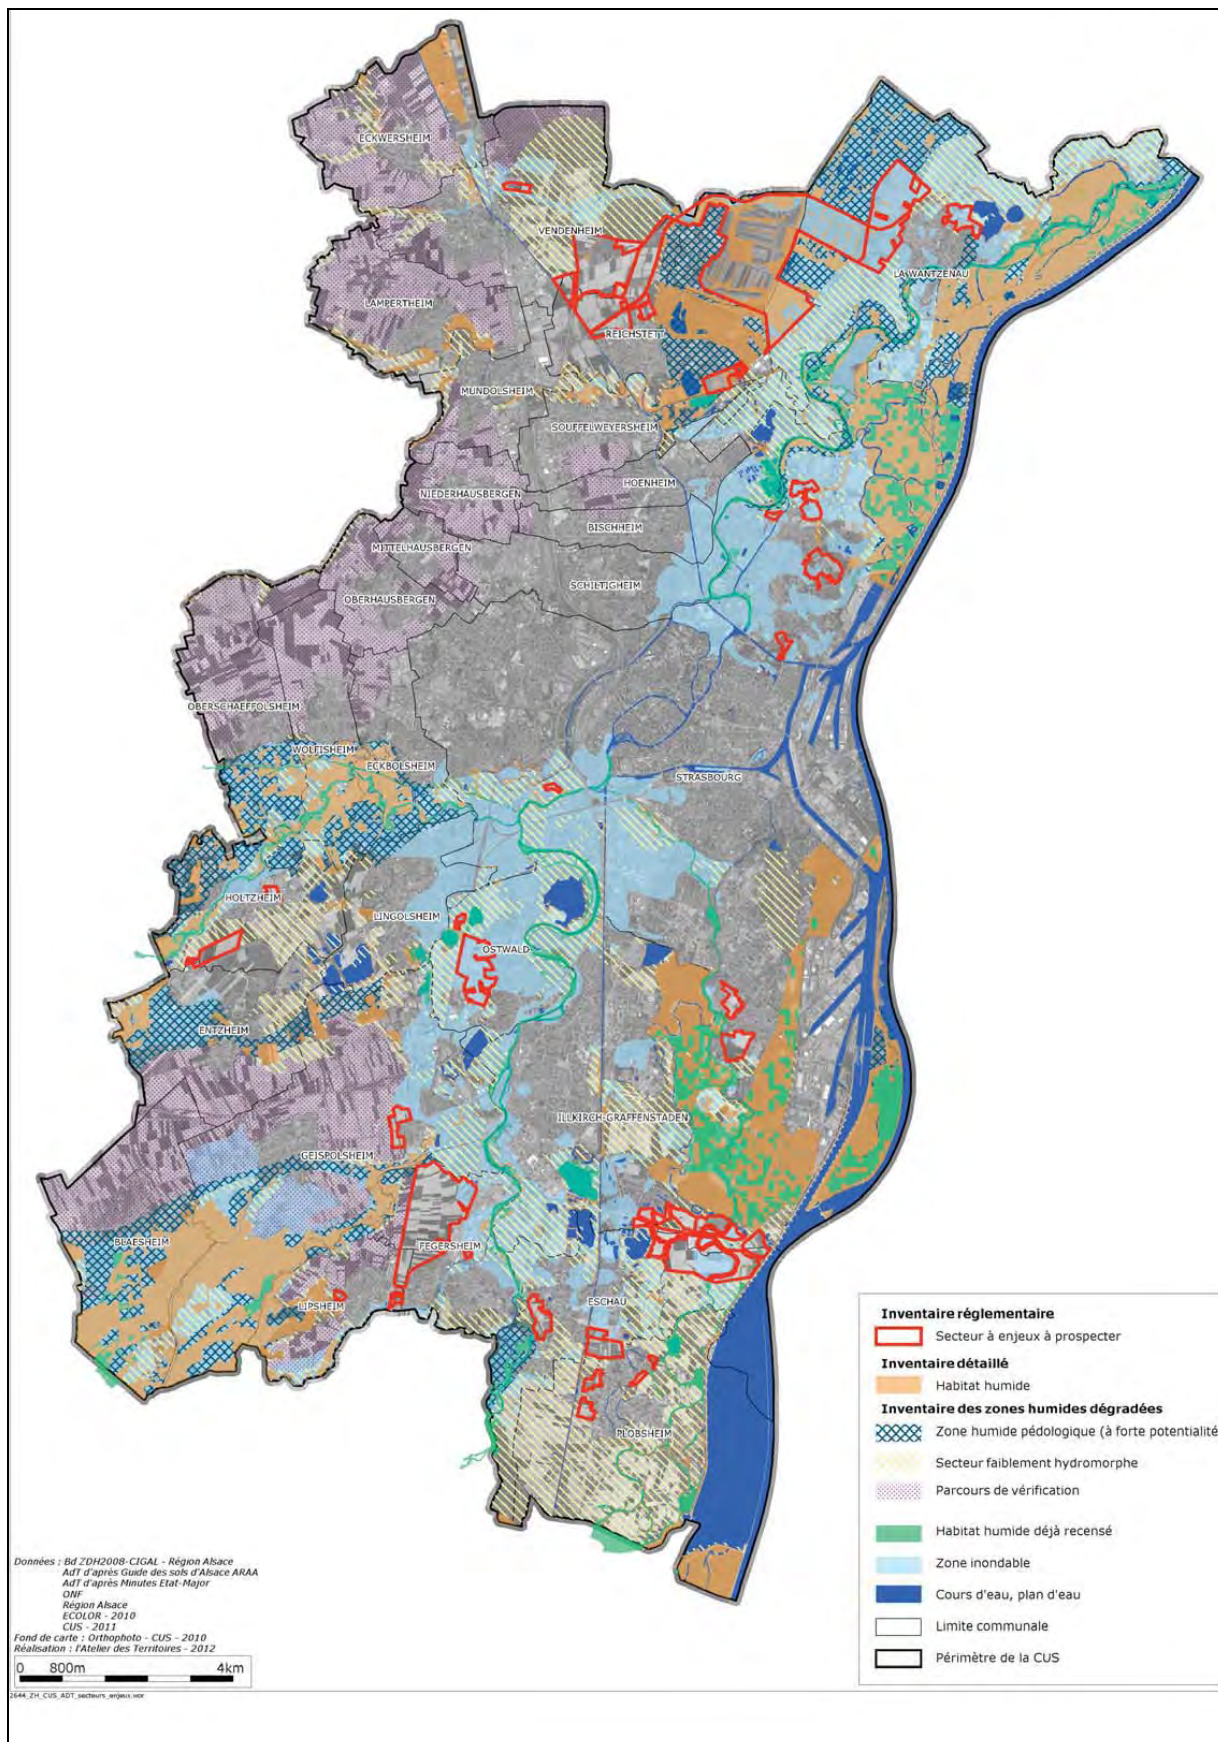 ECKWERSHEIM
VENDENHEIM
LA WANTZENAU
LAMPERTHEIM
REICHSTETT
MUNDOLSHEIM
SOUFFELWEYERSHEIM
HOENHEIM
NIEDERHAUSBERGEN
BISCHHEIM
MITTELHAUSBERGEN
SCHILTIGHEIM
OBERHAUSBERGEN
OBERSCHAEFFOLSHEIM
WOLFISHEIM
ECKBOLSHEIM
STRASBOURG
HOLTZHEIM
LINGOLSHEIM
OSTWALD
ENTZHEIM
ILLKIRCH-GRAFFENSTADEN
GEISPOLSHEIM
BLAESHEIM
FEGERSHEIM
LIPSHEIM
ESCHAU
PLOBSHEIM
Inventaire réglementaire
Secteur à enjeux à prospecter
Inventaire détaillé
Habitat humide
Inventaire des zones humides dégradées
Zone humide pédologique (à forte potentialité
Secteur faiblement hydromorphe
Parcours de vérification
Habitat humide déjà recensé
Zone inondable
Cours d'eau, plan d'eau
Limite communale
Périmètre de la CUS
Données : Bd ZDH2008-CIGAL - Région Alsace
AdT d'après Guide des sols d'Alsace ARAA
AdT d'après Minutes Etat-Major
ONF
Région Alsace
ECOLOR - 2010
CUS - 2011
Fond de carte : Orthophoto - CUS - 2010
Réalisation : l'Atelier des Territoires - 2012
0 800m 4km
2644_ZH_CUS_ADT_secteurs_enjeux.wor